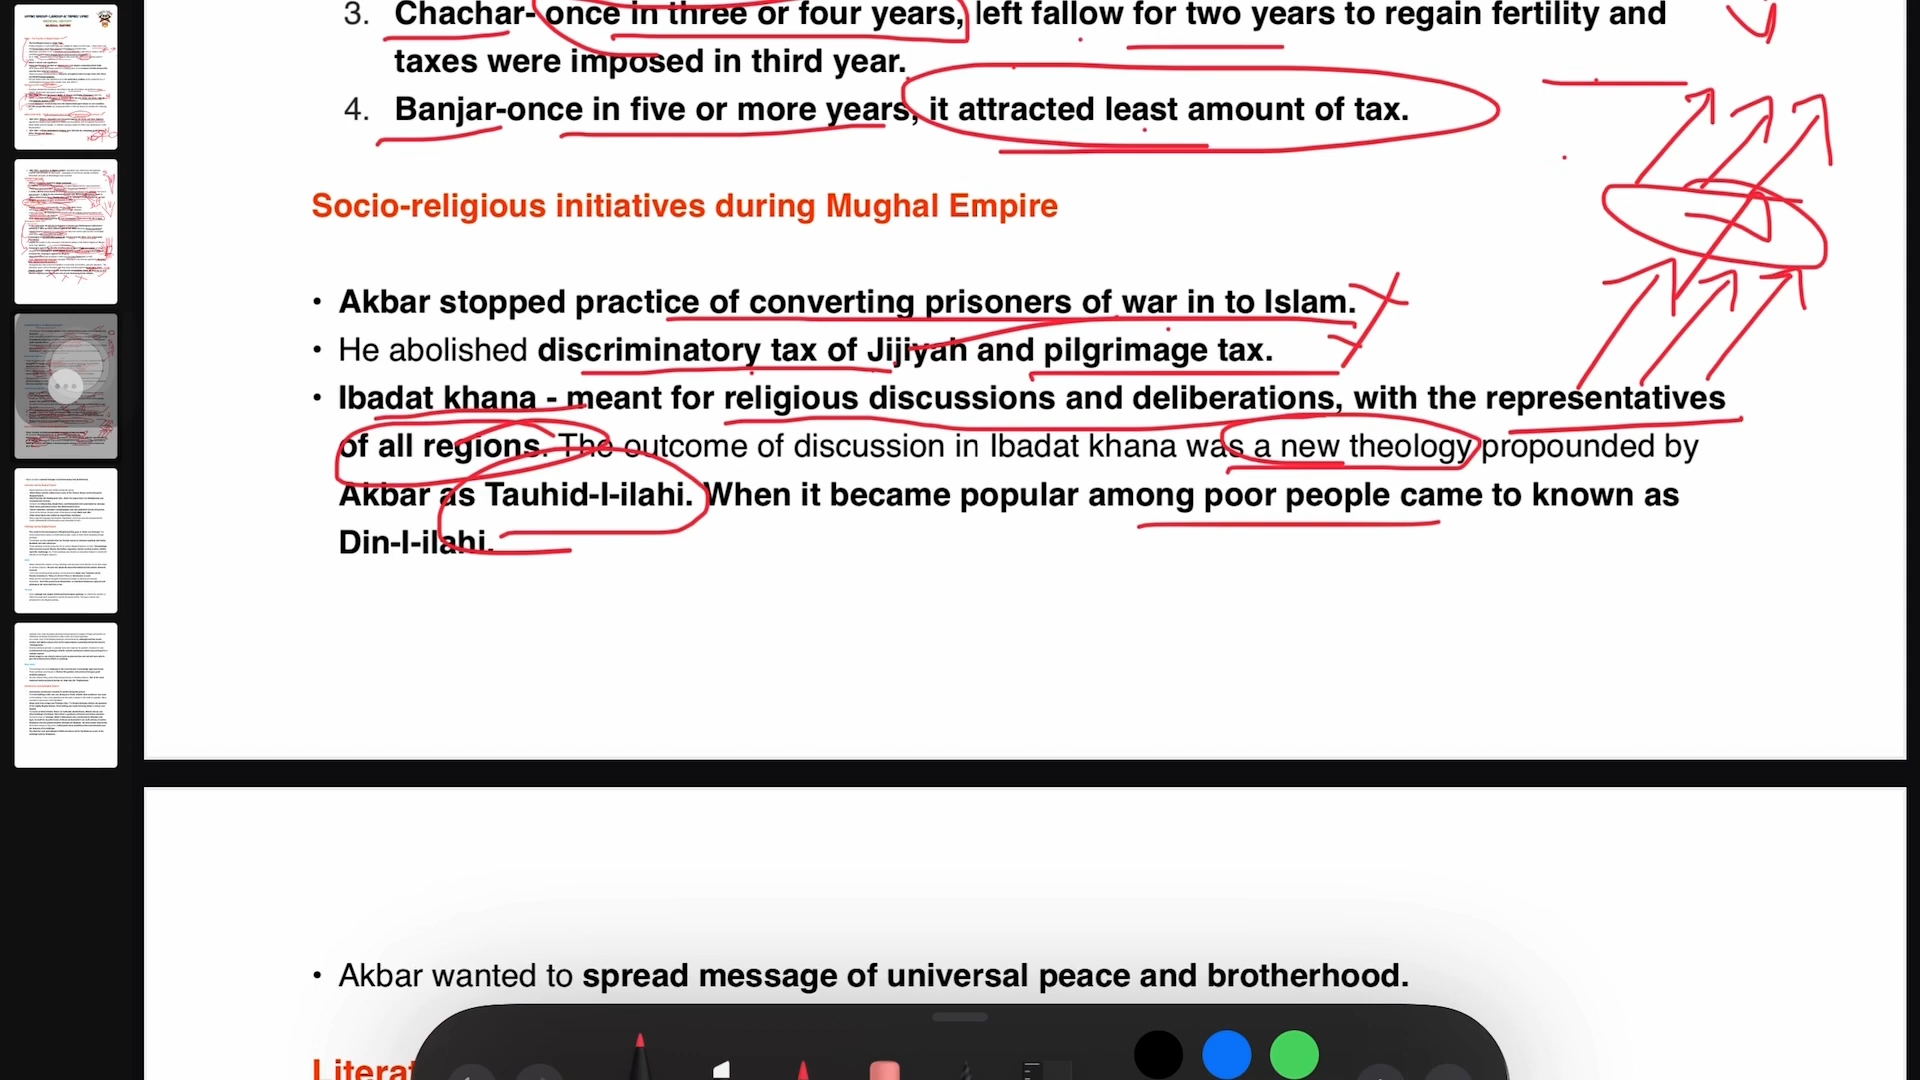 3. Chachar- once in three or four years, left fallow for two years to regain fertility and
taxes were imposed in third year.
4. Banjar-once in five or more years, it attracted least amount of tax.
Socio-religious initiatives during Mughal Empire
• Akbar stopped practice of converting prisoners of war in to Islam.
• He abolished discriminatory tax of Jijiyah and pilgrimage tax.
• Ibadat khana - meant for religious discussions and deliberations, with the representatives
of all regions. The outcome of discussion in Ibadat khana was a new theology propounded by
Akbar as Tauhid-I-ilahi. When it became popular among poor people came to known as
Din-I-ilahi.
• Akbar wanted to spread message of universal peace and brotherhood.